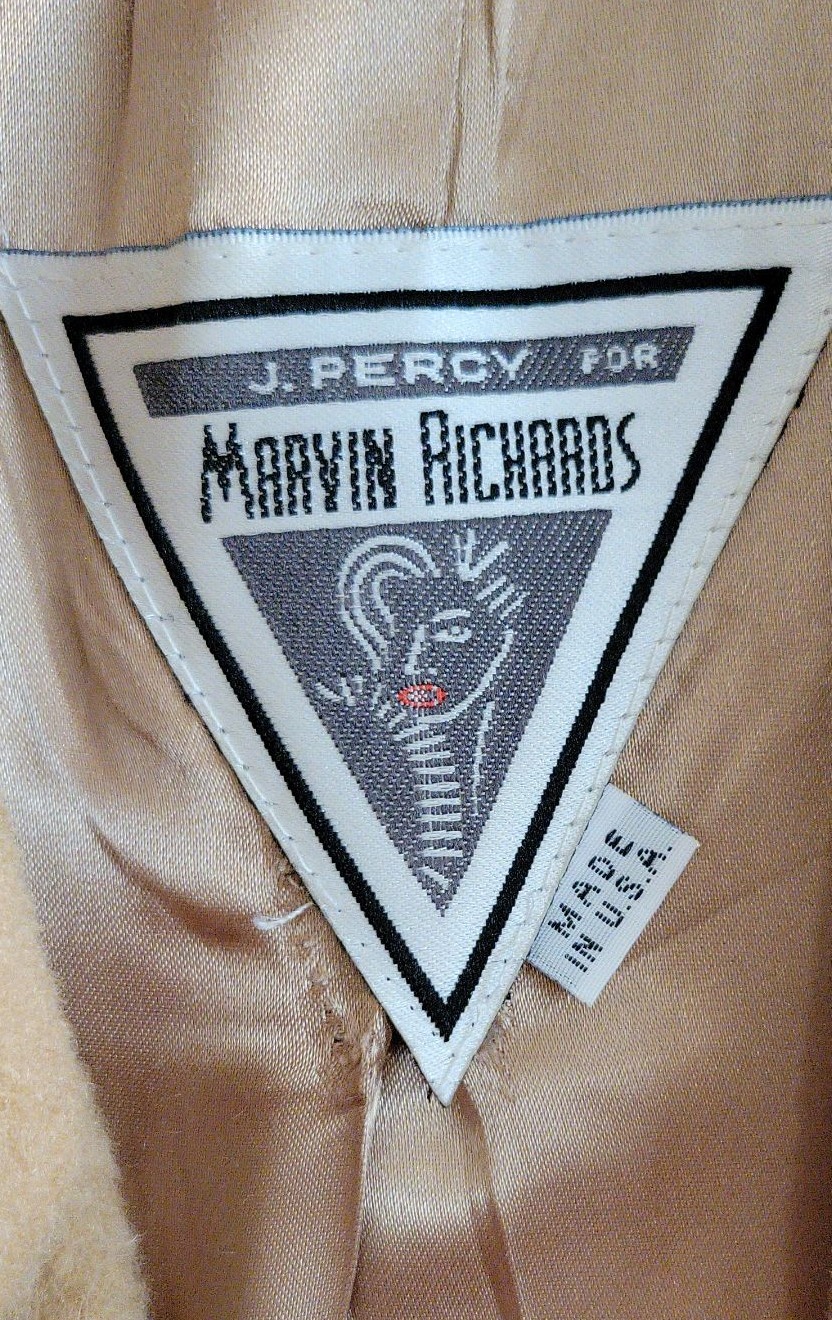 J. PERCY FOR
MARVIN RICHARDS
MADE
IN U.S.A.